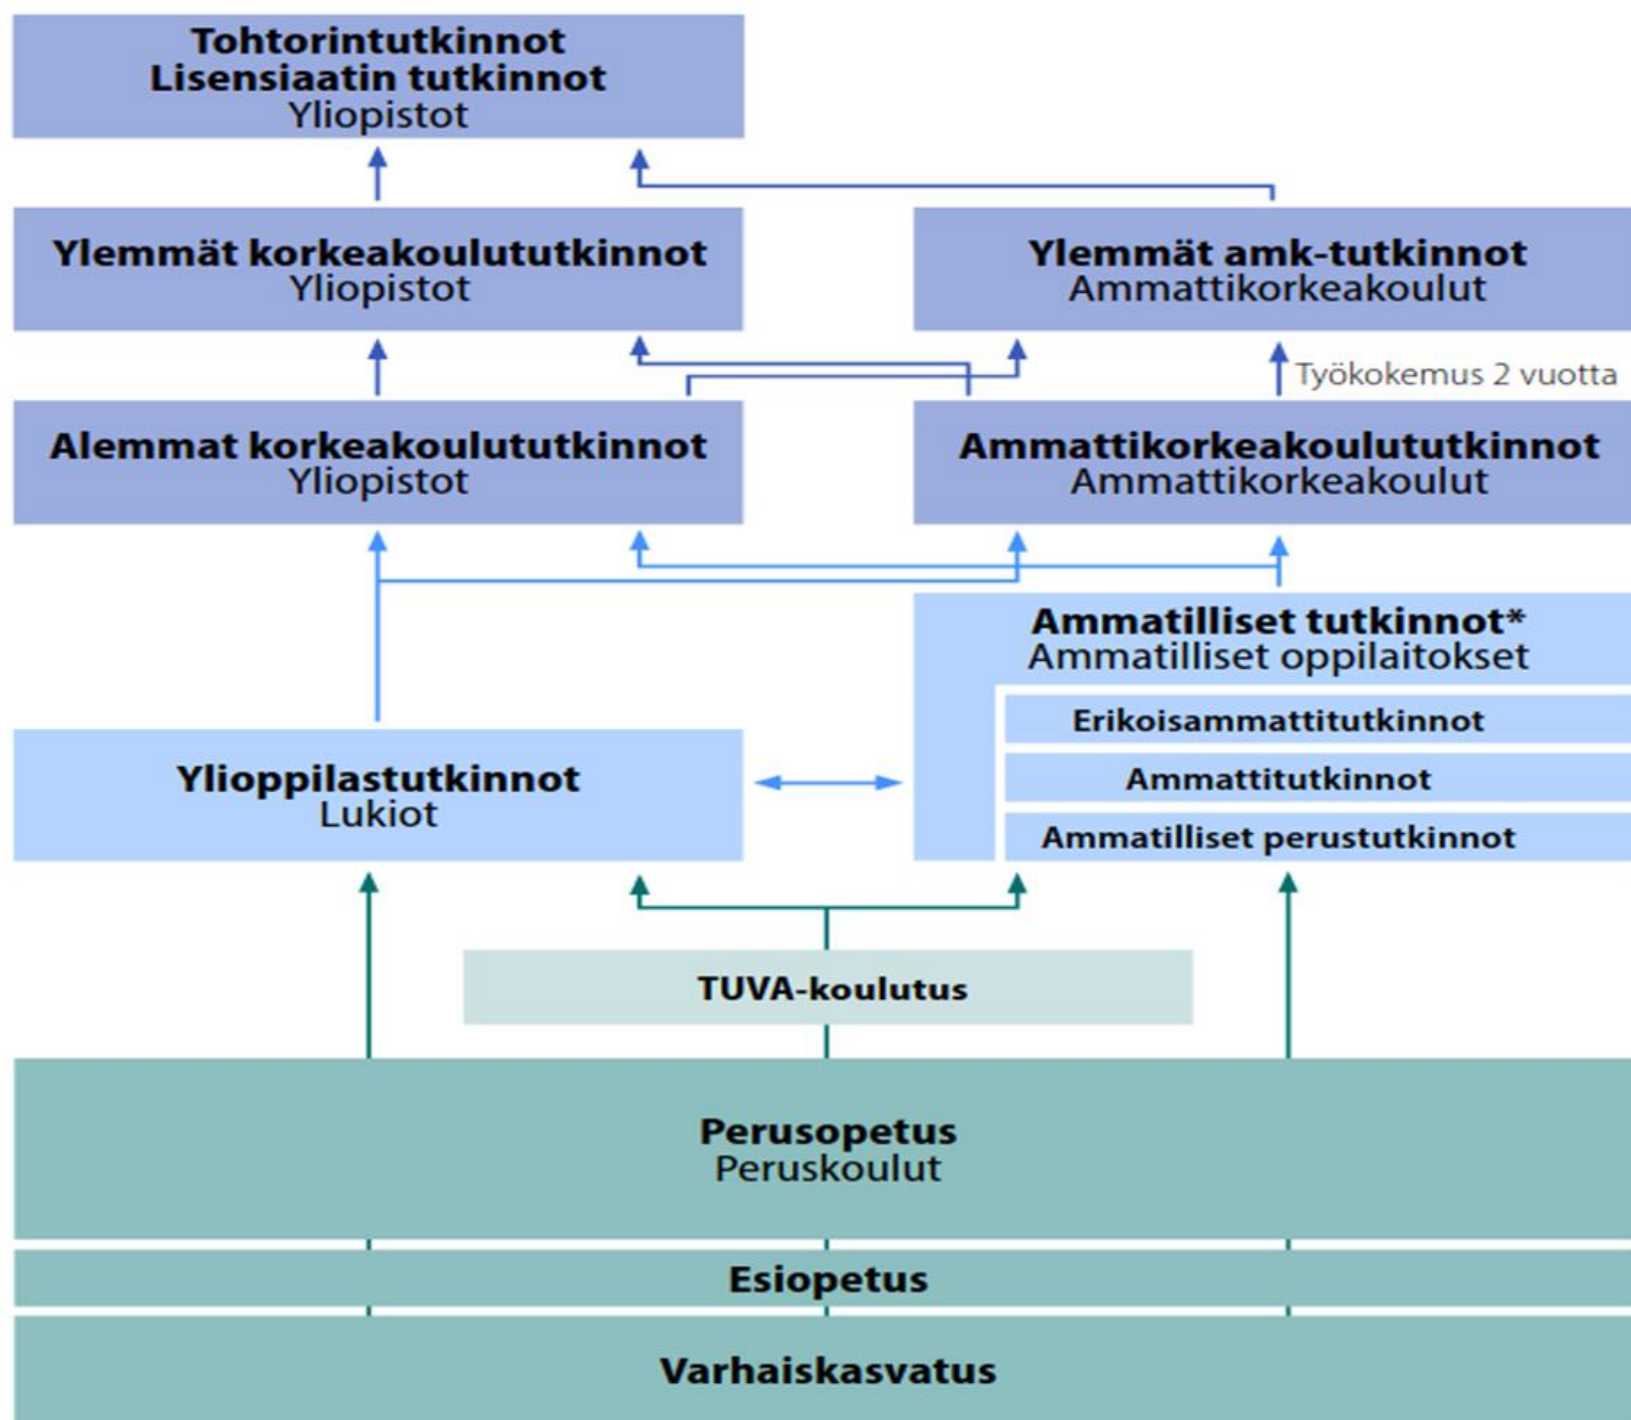 Tohtorintutkinnot
Lisensiaatin tutkinnot
Yliopistot
Ylemmät korkeakoulututkinnot
Yliopistot
Ylemmät amk-tutkinnot
Ammattikorkeakoulut
Työkokemus 2 vuotta
Alemmat korkeakoulututkinnot
Yliopistot
Ammattikorkeakoulututkinnot
Ammattikorkeakoulut
Ammatilliset tutkinnot*
Ammatilliset oppilaitokset
Erikoisammattitutkinnot
Ammattitutkinnot
Ammatilliset perustutkinnot
Ylioppilastutkinnot
Lukiot
TUVA-koulutus
Perusopetus
Peruskoulut
Esiopetus
Varhaiskasvatus